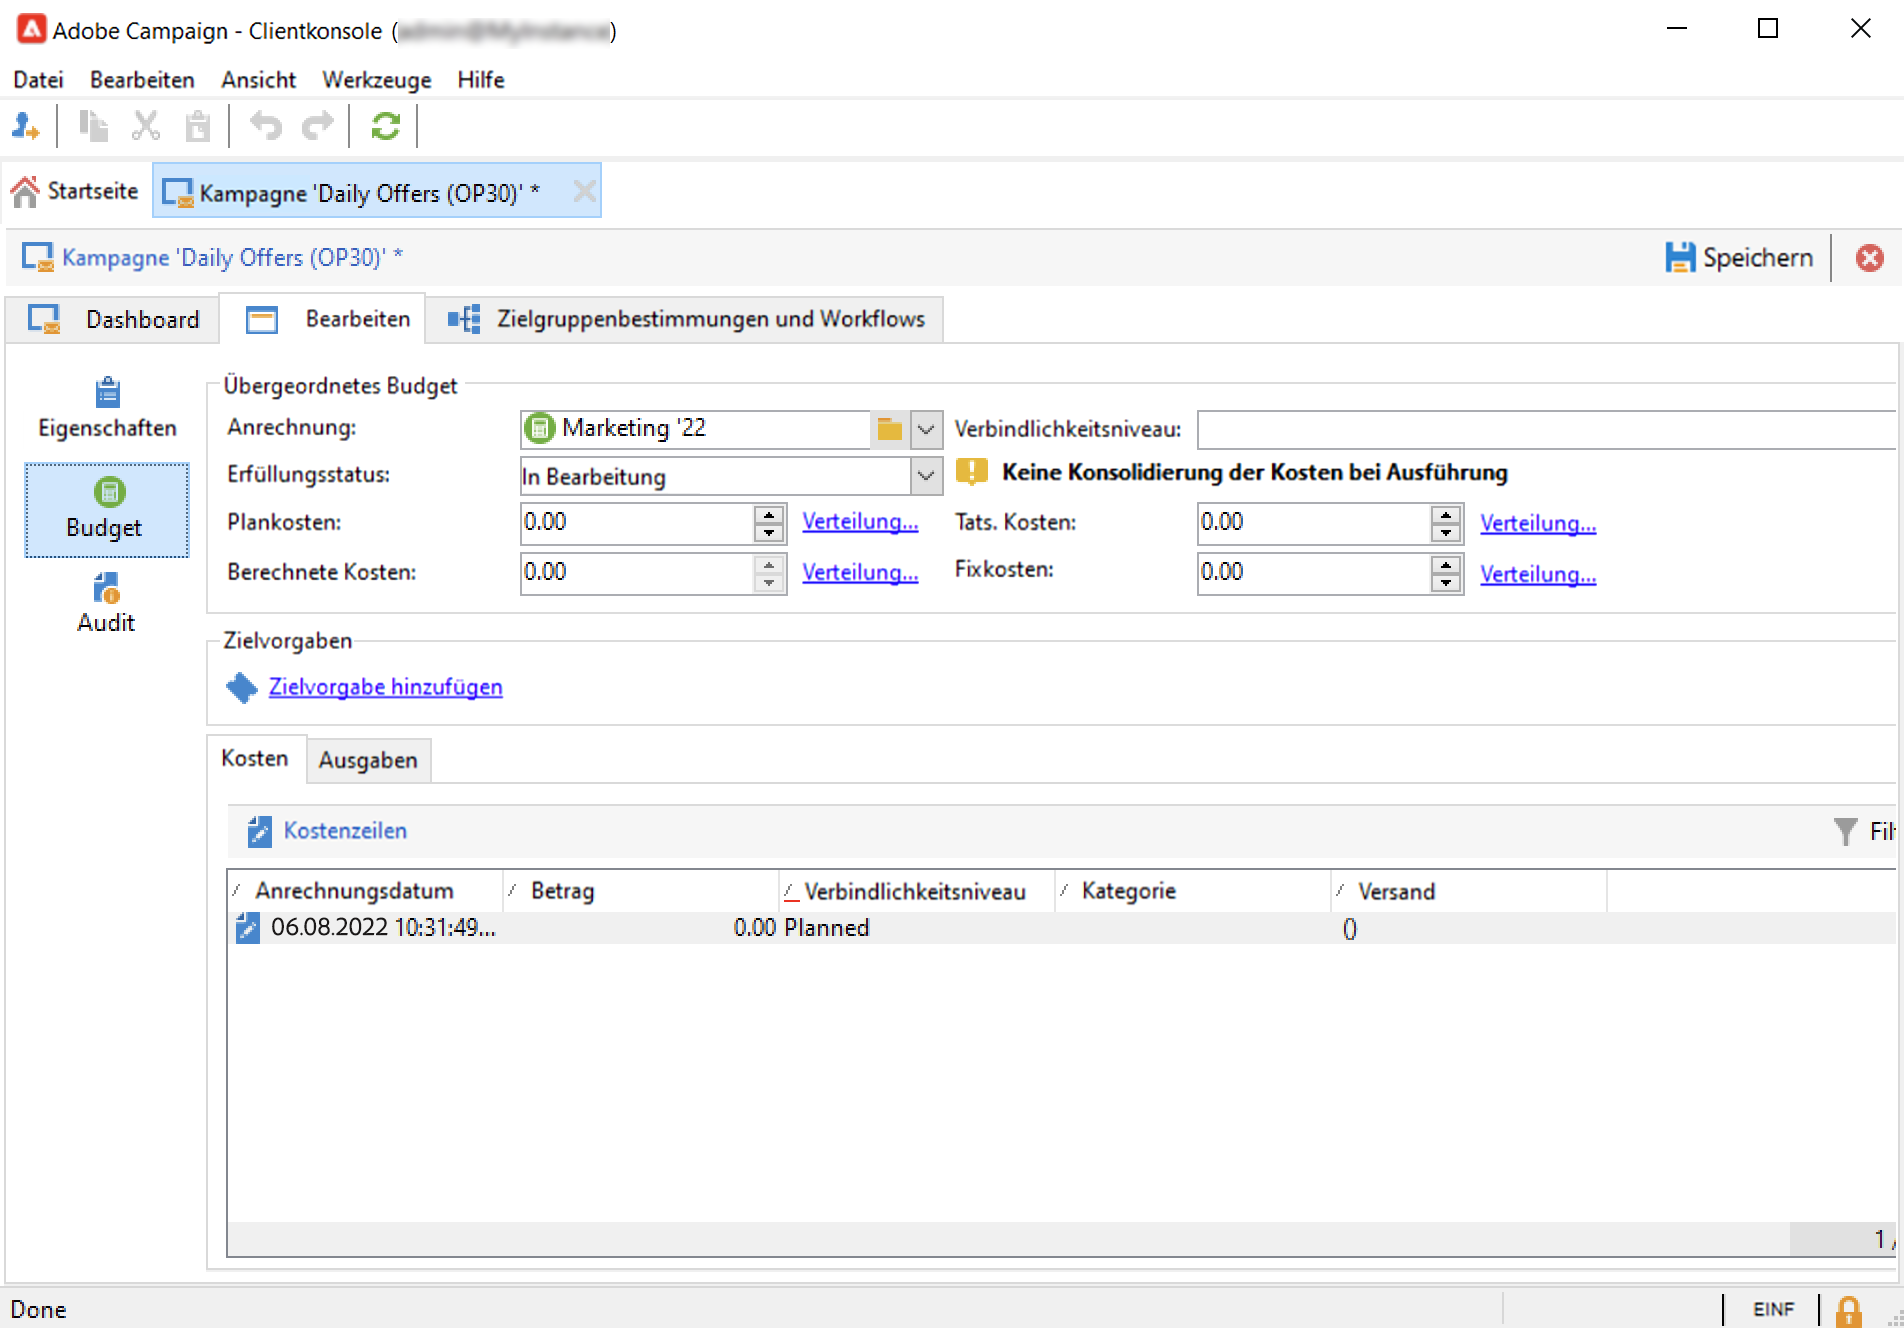 Adobe Campaign - Clientkonsole ( )
Datei Bearbeiten Ansicht Werkzeuge Hilfe
Startseite Kampagne 'Daily Offers (OP30)' *
Kampagne 'Daily Offers (OP30)' * Speichern
Dashboard Bearbeiten Zielgruppenbestimmungen und Workflows
Eigenschaften
Budget
Audit
Übergeordnetes Budget
Anrechnung: Marketing '22 Verbindlichkeitsniveau:
Erfüllungsstatus: In Bearbeitung Keine Konsolidierung der Kosten bei Ausführung
Plankosten: 0.00 Verteilung... Tats. Kosten: 0.00 Verteilung...
Berechnete Kosten: 0.00 Verteilung... Fixkosten: 0.00 Verteilung...
Zielvorgaben
Zielvorgabe hinzufügen
Kosten Ausgaben
Kostenzeilen
Anrechnungsdatum Betrag Verbindlichkeitsniveau Kategorie Versand
06.08.2022 10:31:49... 0.00 Planned ()
1 /
Done EINF